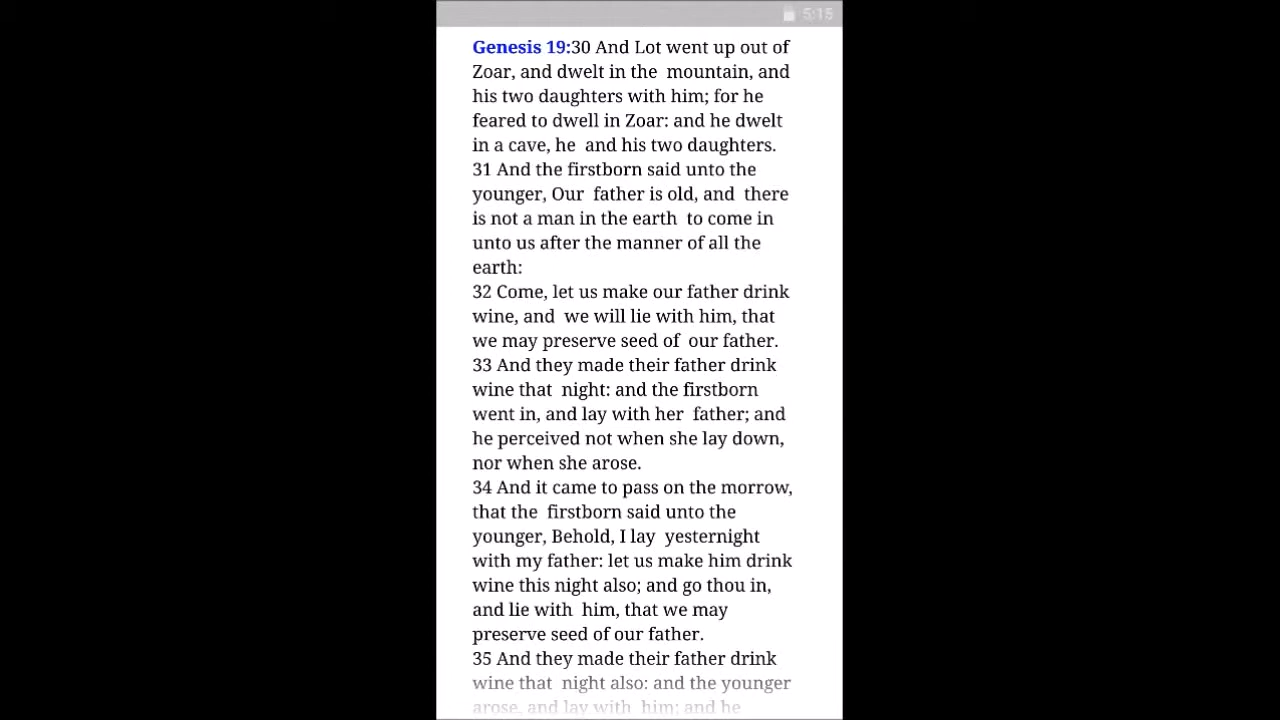 5:15
Genesis 19:30 And Lot went up out of
Zoar, and dwelt in the  mountain, and
his two daughters with him; for he
feared to dwell in Zoar: and he dwelt
in a cave, he  and his two daughters.
31 And the firstborn said unto the
younger, Our  father is old, and  there
is not a man in the earth  to come in
unto us after the manner of all the
earth:
32 Come, let us make our father drink
wine, and  we will lie with him, that
we may preserve seed of  our father.
33 And they made their father drink
wine that  night: and the firstborn
went in, and lay with her  father; and
he perceived not when she lay down,
nor when she arose.
34 And it came to pass on the morrow,
that the  firstborn said unto the
younger, Behold, I lay  yesternight
with my father: let us make him drink
wine this night also; and go thou in,
and lie with  him, that we may
preserve seed of our father.
35 And they made their father drink
wine that  night also: and the younger
arose, and lay with  him; and he